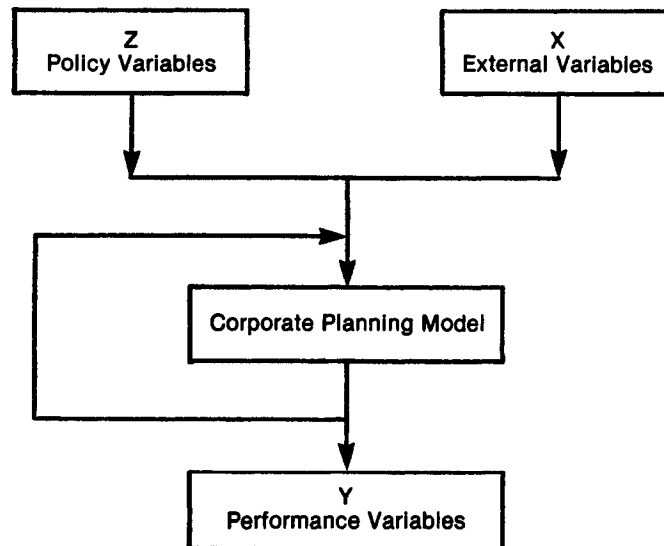 Z
Policy Variables
X
External Variables
Corporate Planning Model
Y
Performance Variables